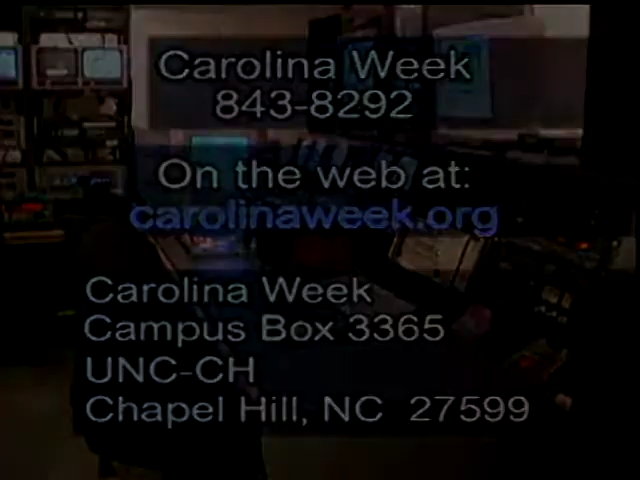 Carolina Week
843-8292
On the web at:
carolinaweek.org
Carolina Week
Campus Box 3365
UNC-CH
Chapel Hill, NC 27599